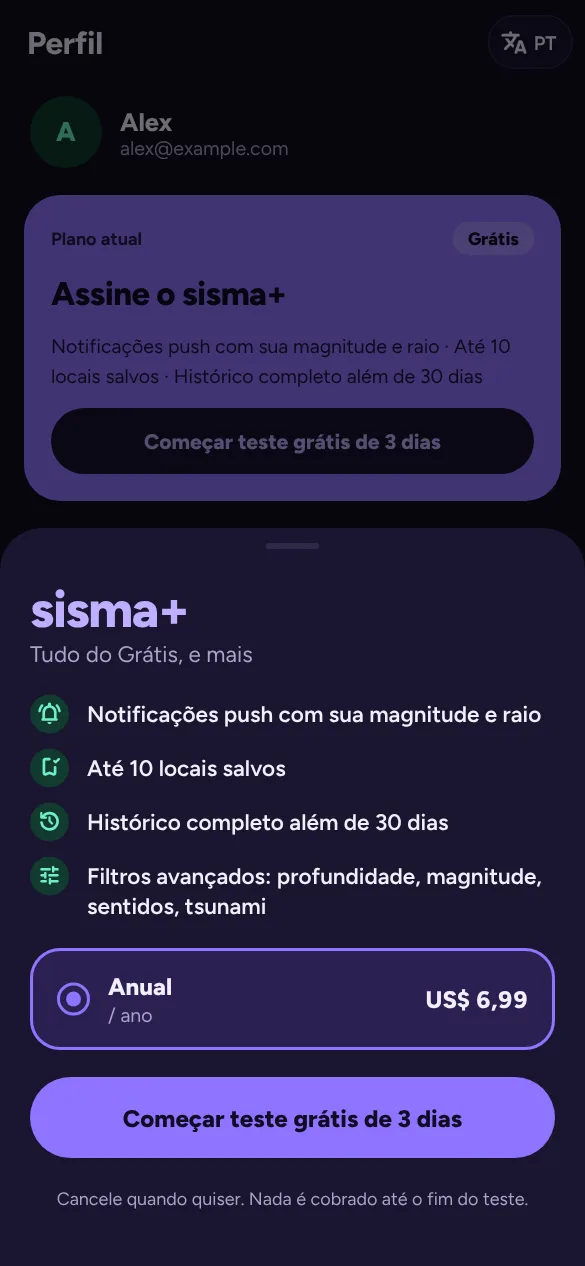 Perfil
PT
A
Alex
alex@example.com
Plano atual
Grátis
Assine o sisma+
Notificações push com sua magnitude e raio · Até 10
locais salvos · Histórico completo além de 30 dias
Começar teste grátis de 3 dias
sisma+
Tudo do Grátis, e mais
Notificações push com sua magnitude e raio
Até 10 locais salvos
Histórico completo além de 30 dias
Filtros avançados: profundidade, magnitude,
sentidos, tsunami
Anual
/ ano
US$ 6,99
Começar teste grátis de 3 dias
Cancele quando quiser. Nada é cobrado até o fim do teste.